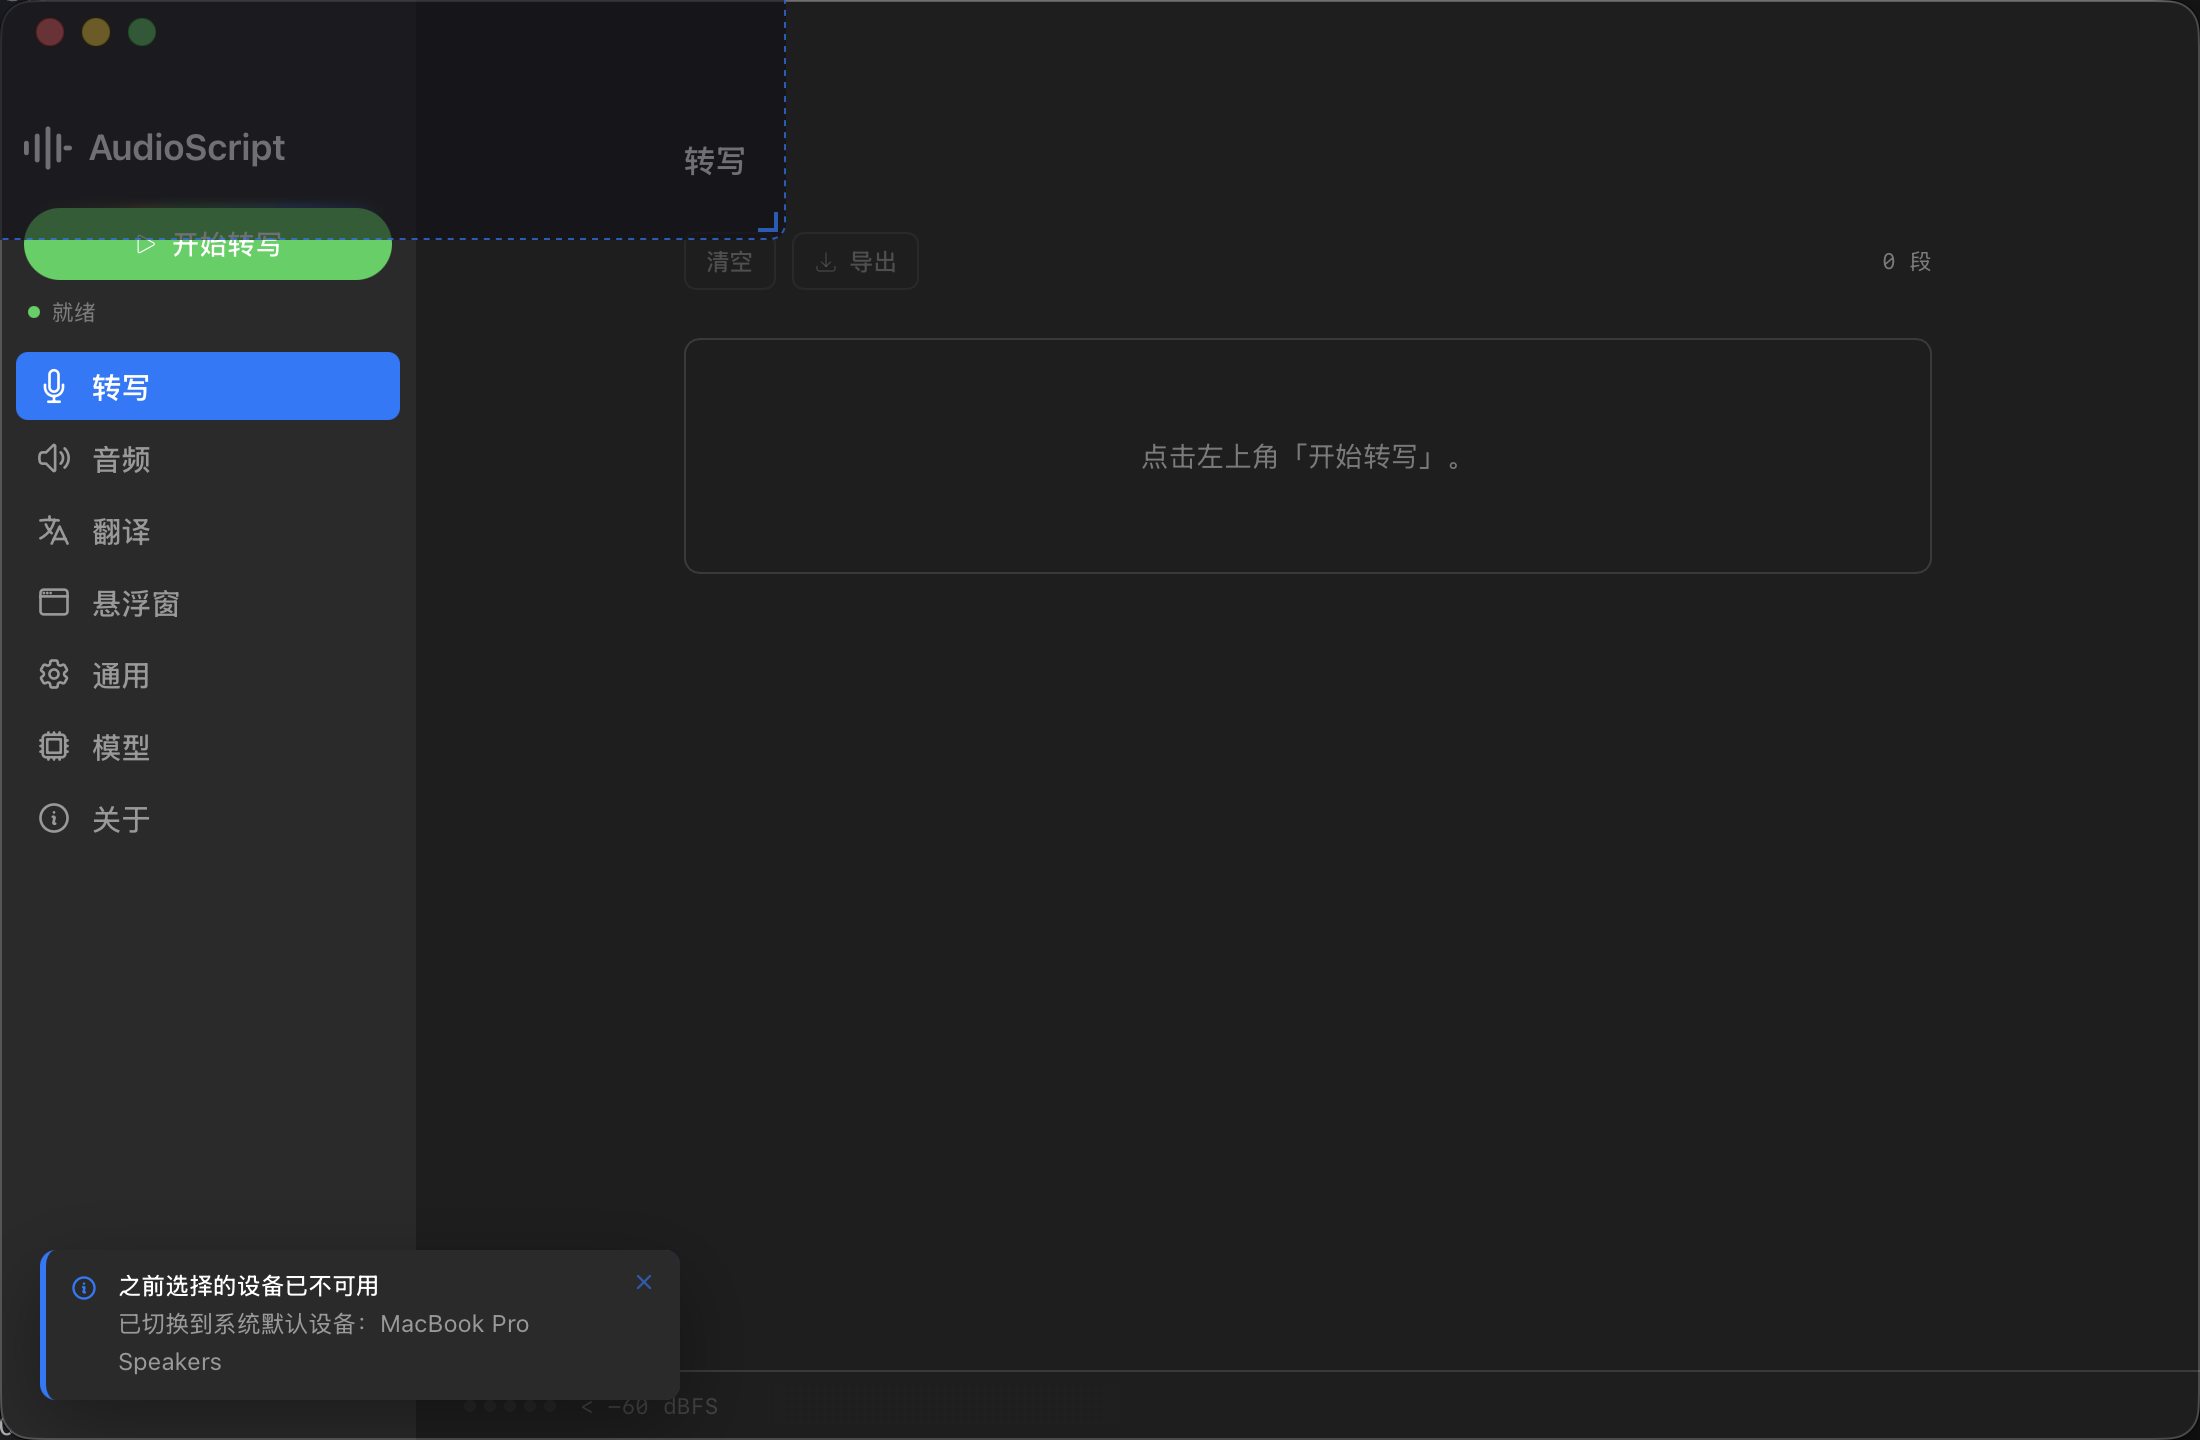 AudioScript
开始转写
就绪
转写
音频
翻译
悬浮窗
通用
模型
关于
转写
清空
导出
0 段
点击左上角「开始转写」。
之前选择的设备已不可用
已切换到系统默认设备：MacBook Pro
Speakers
< −60 dBFS